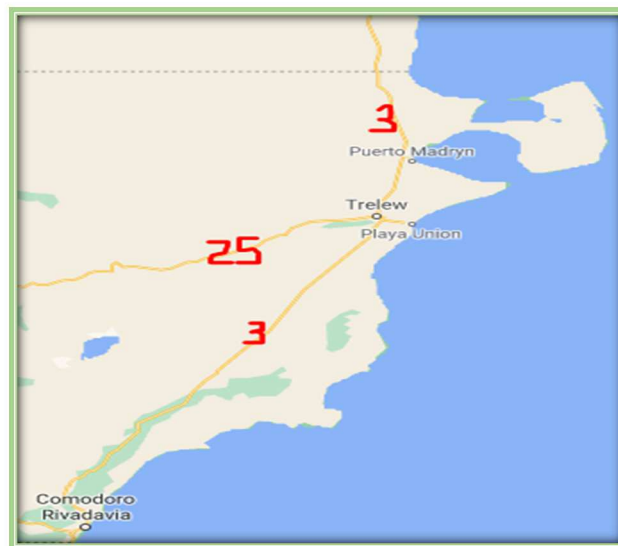 3
Puerto Madryn
Trelew
Playa Union
25
3
Comodoro
Rivadavia